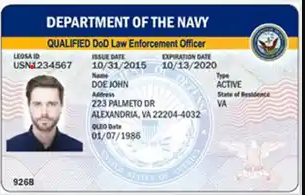 DEPARTMENT OF THE NAVY
QUALIFIED DoD Law Enforcement Officer
LEOSA ID ISSUE DATE EXPIRATION DATE
USN1234567 10/31/2015 10/13/2020
Name Type
DOE JOHN ACTIVE
Address State of Residence
223 PALMETO DR VA
ALEXANDRIA, VA 22204-4032
QLEO Date
01/07/1986
926B